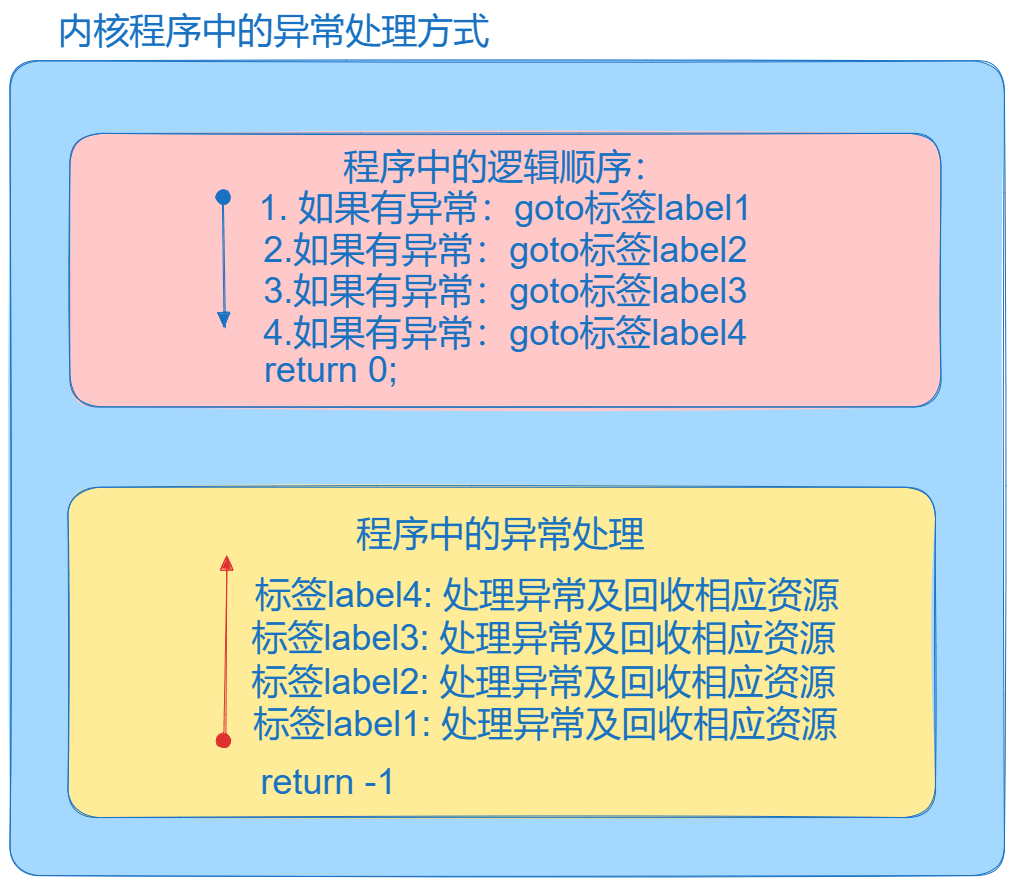 内核程序中的异常处理方式
程序中的逻辑顺序：
1. 如果有异常：goto标签label1
2.如果有异常：goto标签label2
3.如果有异常：goto标签label3
4.如果有异常：goto标签label4
return 0;
程序中的异常处理
标签label4: 处理异常及回收相应资源
标签label3: 处理异常及回收相应资源
标签label2: 处理异常及回收相应资源
标签label1: 处理异常及回收相应资源
return -1